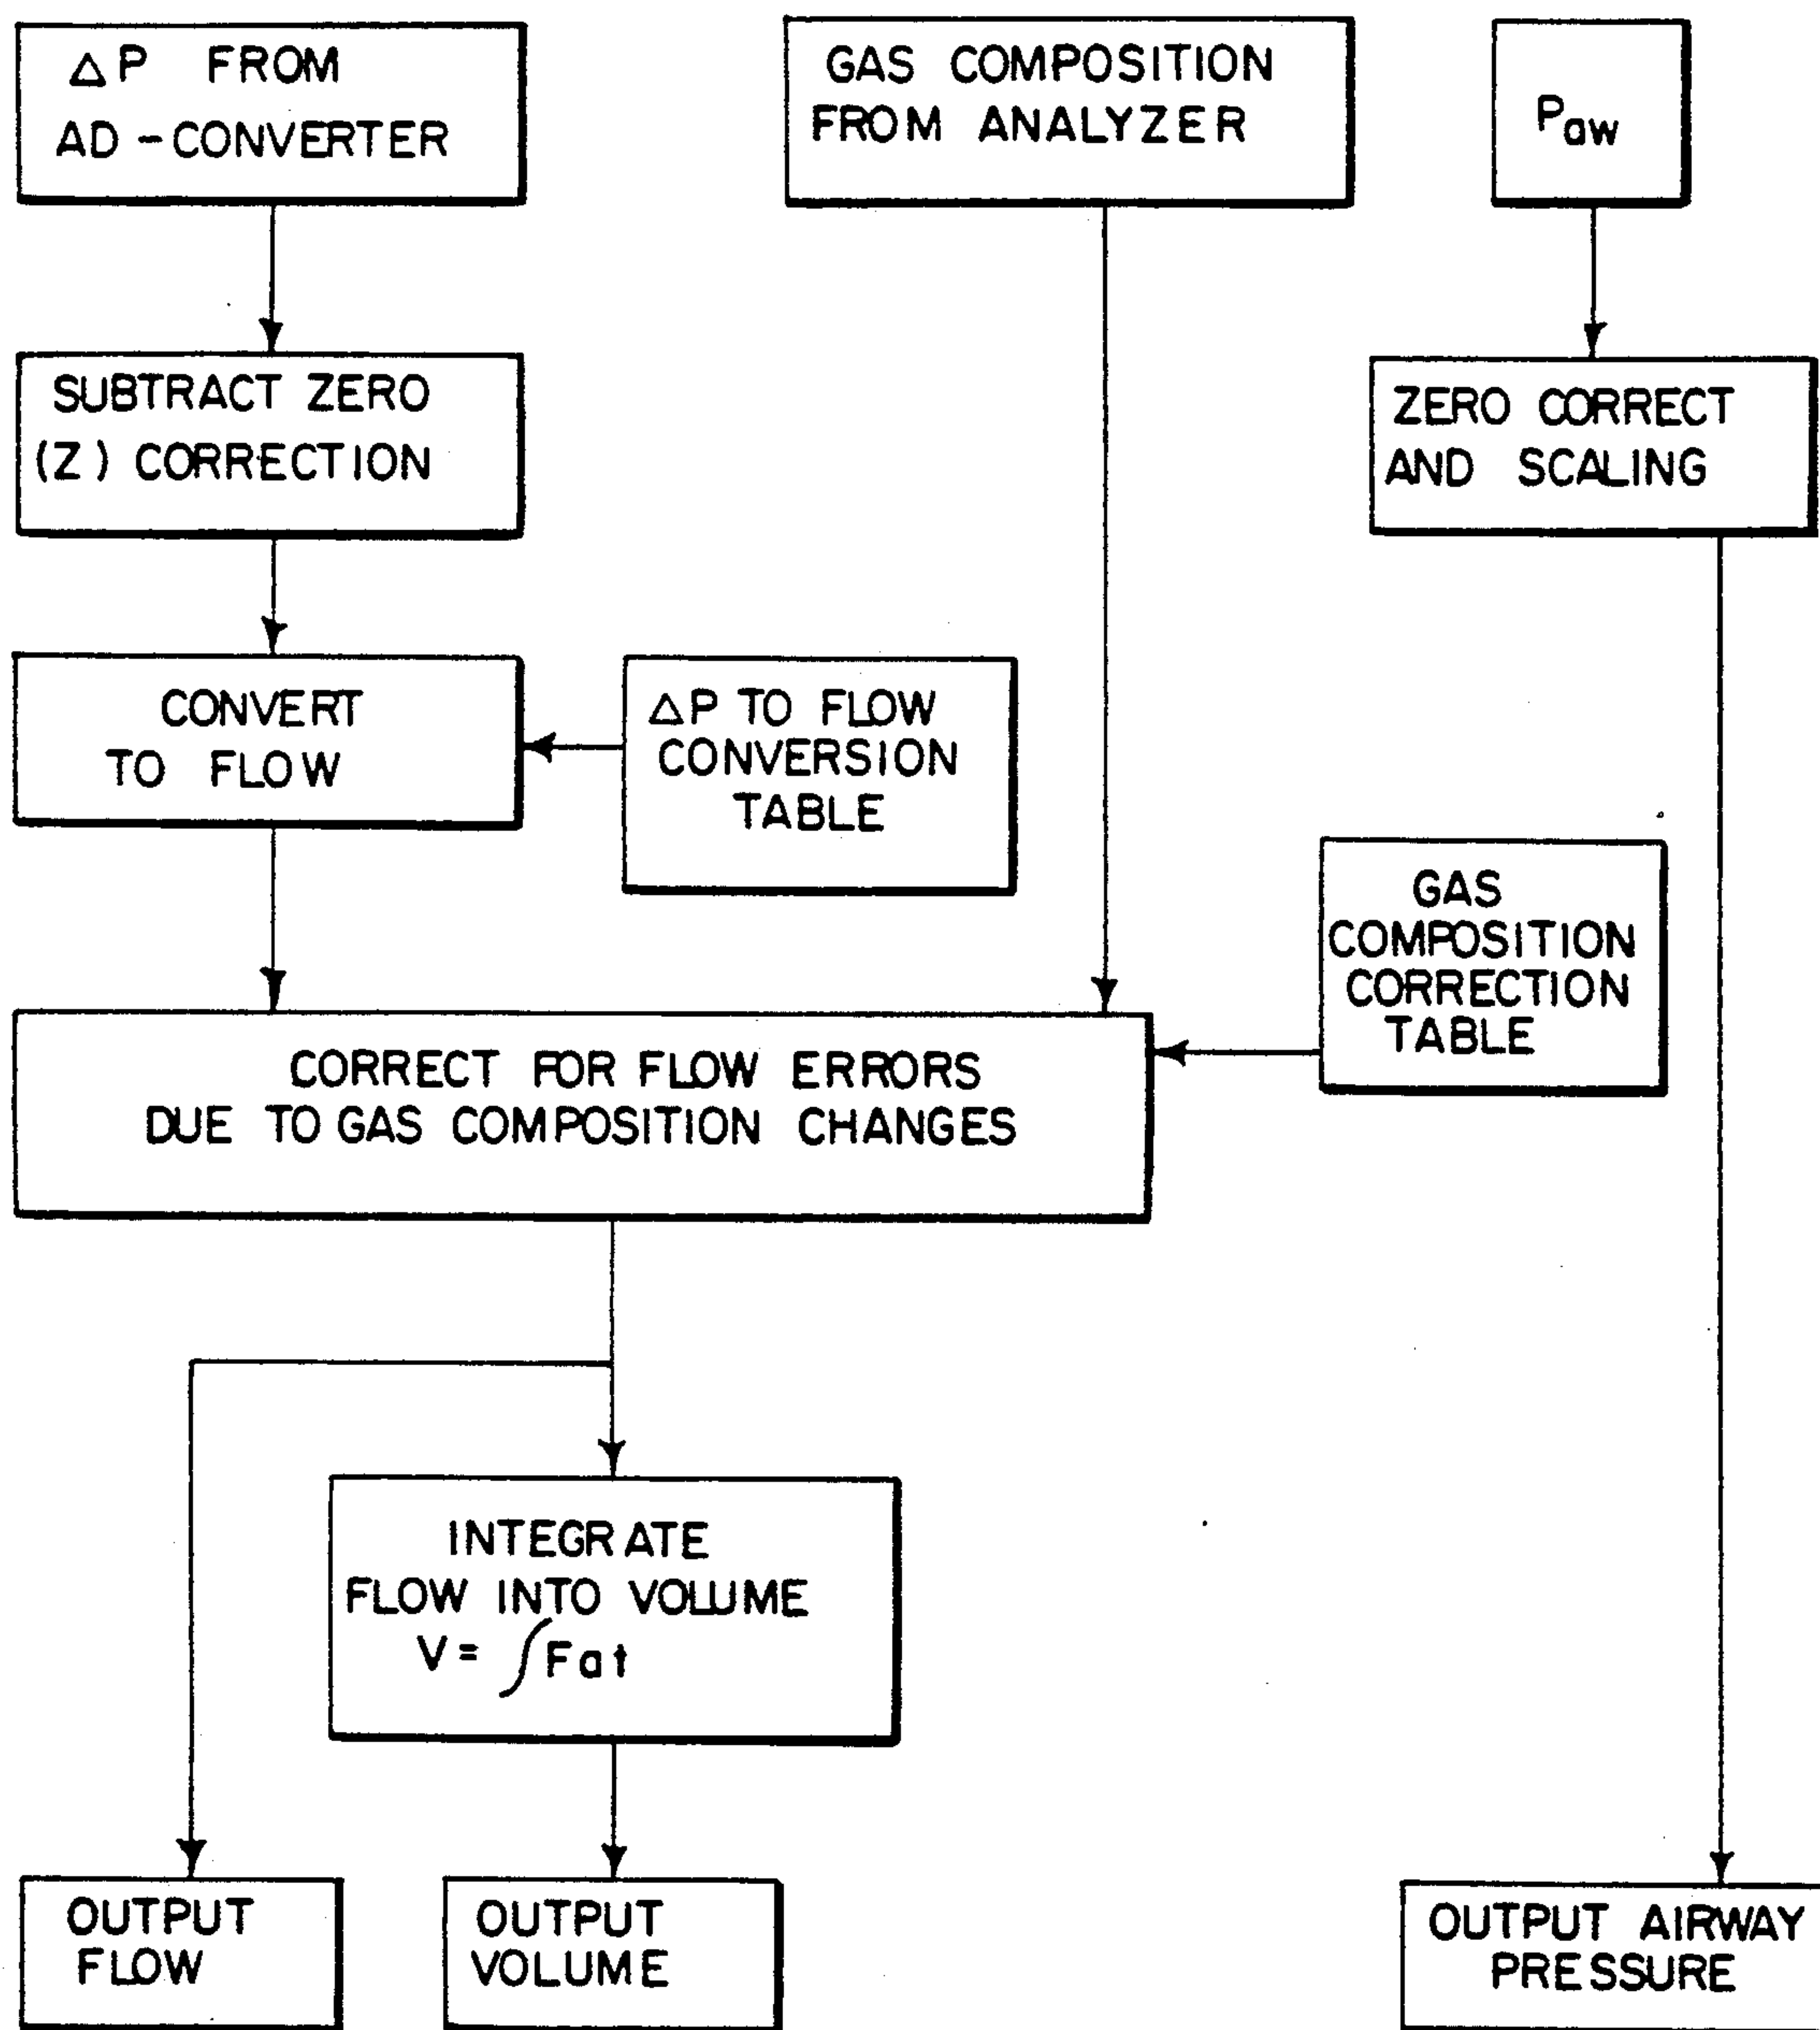 △P FROM
AD-CONVERTER
GAS COMPOSITION
FROM ANALYZER
Paw
SUBTRACT ZERO
(Z) CORRECTION
ZERO CORRECT
AND SCALING
CONVERT
TO FLOW
△P TO FLOW
CONVERSION
TABLE
GAS
COMPOSITION
CORRECTION
TABLE
CORRECT FOR FLOW ERRORS
DUE TO GAS COMPOSITION CHANGES
INTEGRATE
FLOW INTO VOLUME
V= ∫Fat
OUTPUT
FLOW
OUTPUT
VOLUME
OUTPUT AIRWAY
PRESSURE